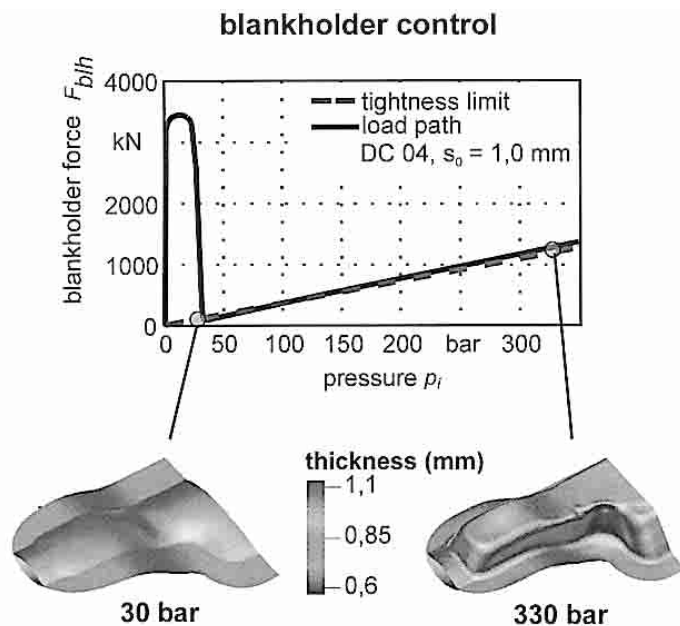 blankholder control
blankholder force F_blh
4000
kN
2000
1000
0
tightness limit
load path
DC 04, s₀ = 1,0 mm
0 50 100 150 200 bar 300
pressure pᵢ
thickness (mm)
1,1
0,85
0,6
30 bar
330 bar